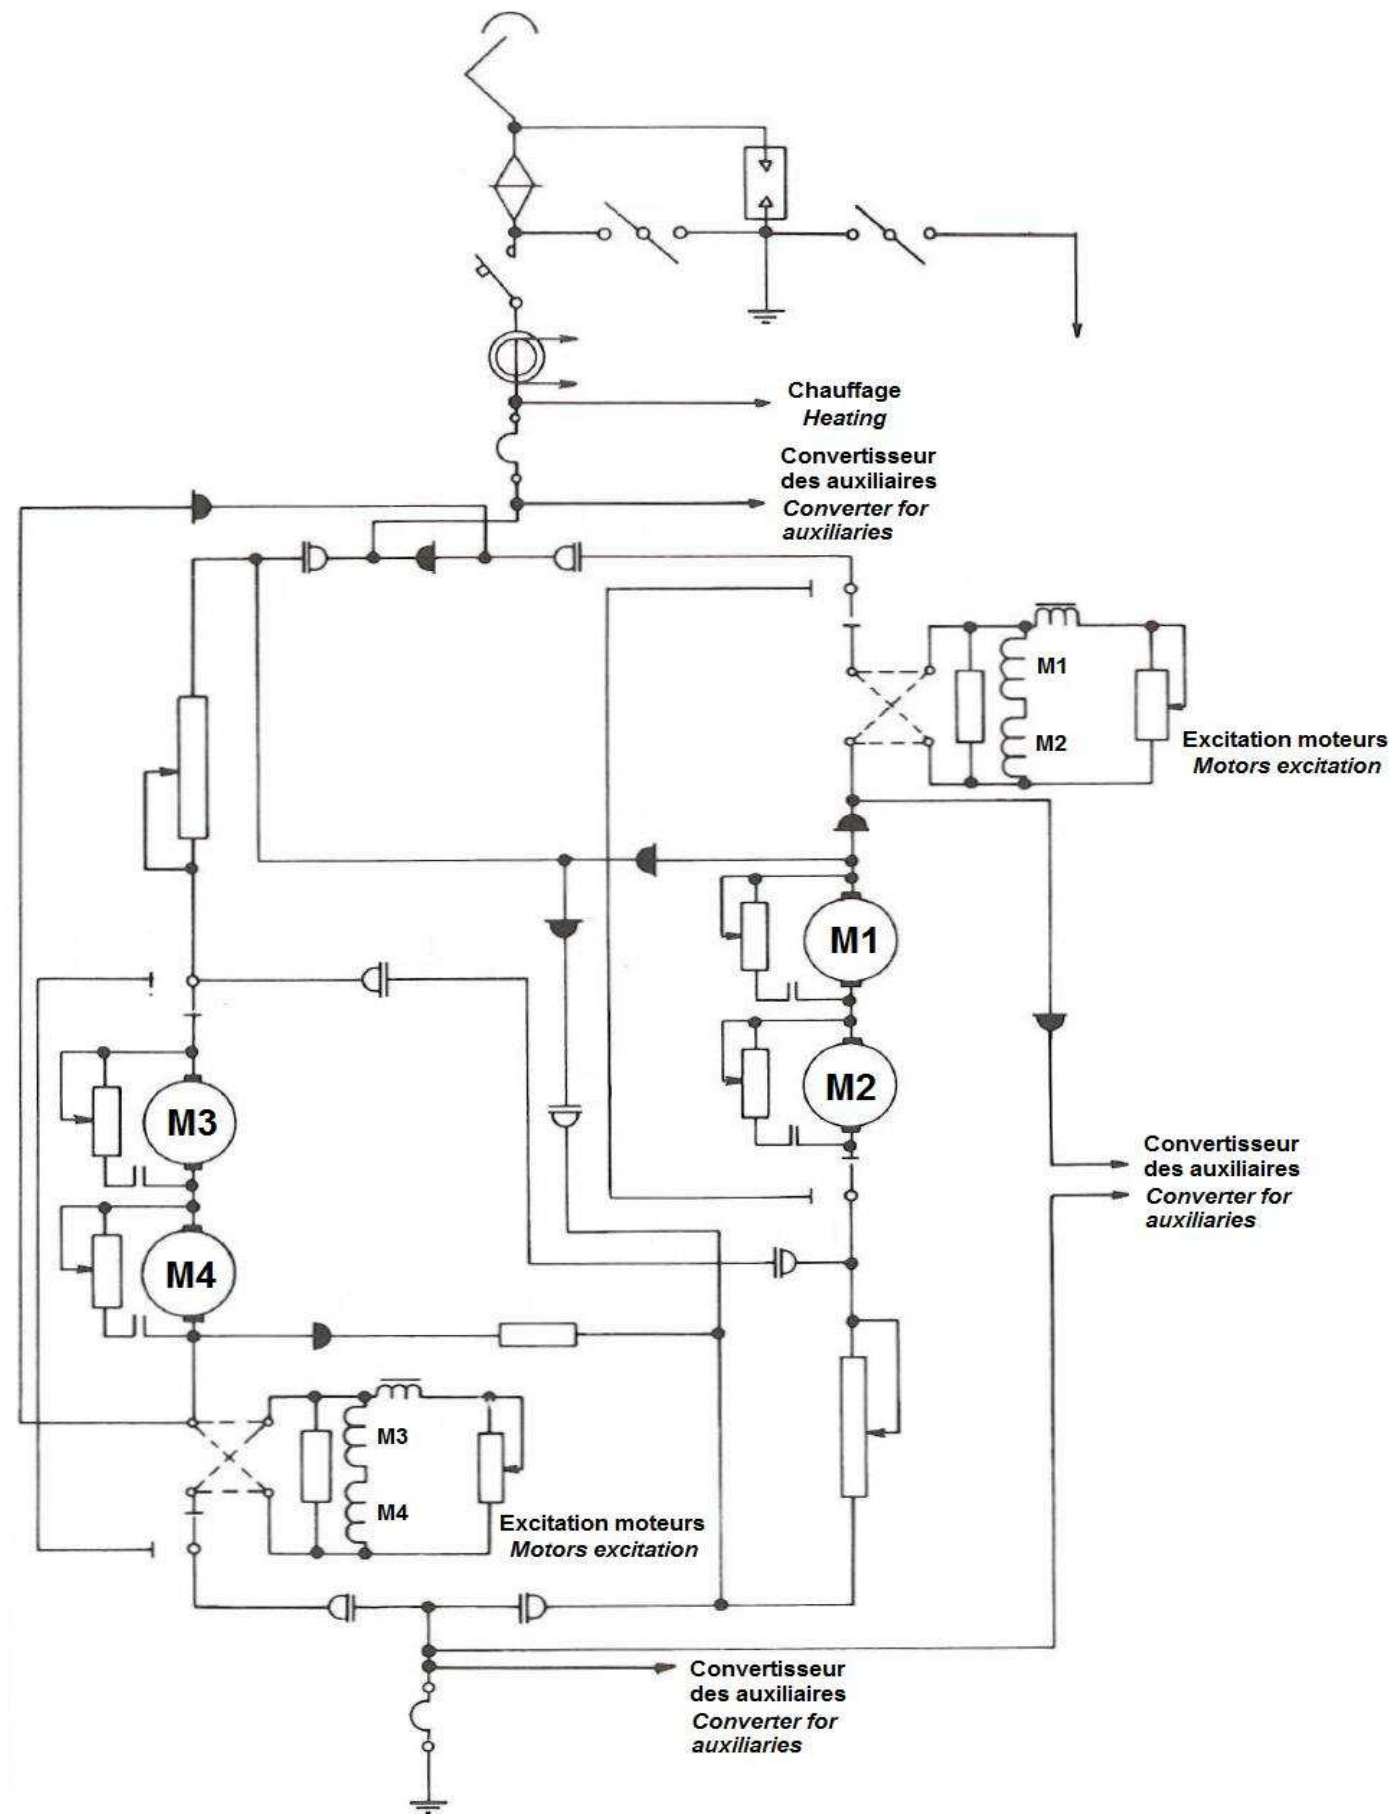 Chauffage
Heating
Convertisseur
des auxiliaires
Converter for
auxiliaries
M1
M2
Excitation moteurs
Motors excitation
M1
M2
M3
M4
Convertisseur
des auxiliaires
Converter for
auxiliaries
M3
M4
Excitation moteurs
Motors excitation
Convertisseur
des auxiliaires
Converter for
auxiliaries